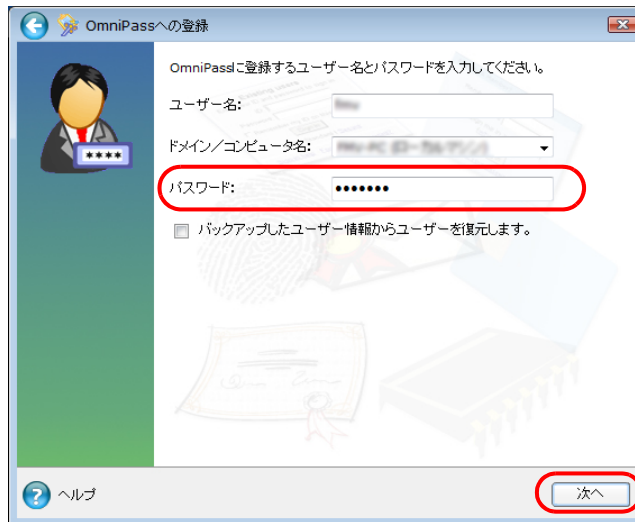 OmniPassへの登録
OmniPassに登録するユーザー名とパスワードを入力してください。
ユーザー名:
ドメイン／コンピュータ名:
パスワード: •••••••
****
バックアップしたユーザー情報からユーザーを復元します。
ヘルプ
次へ